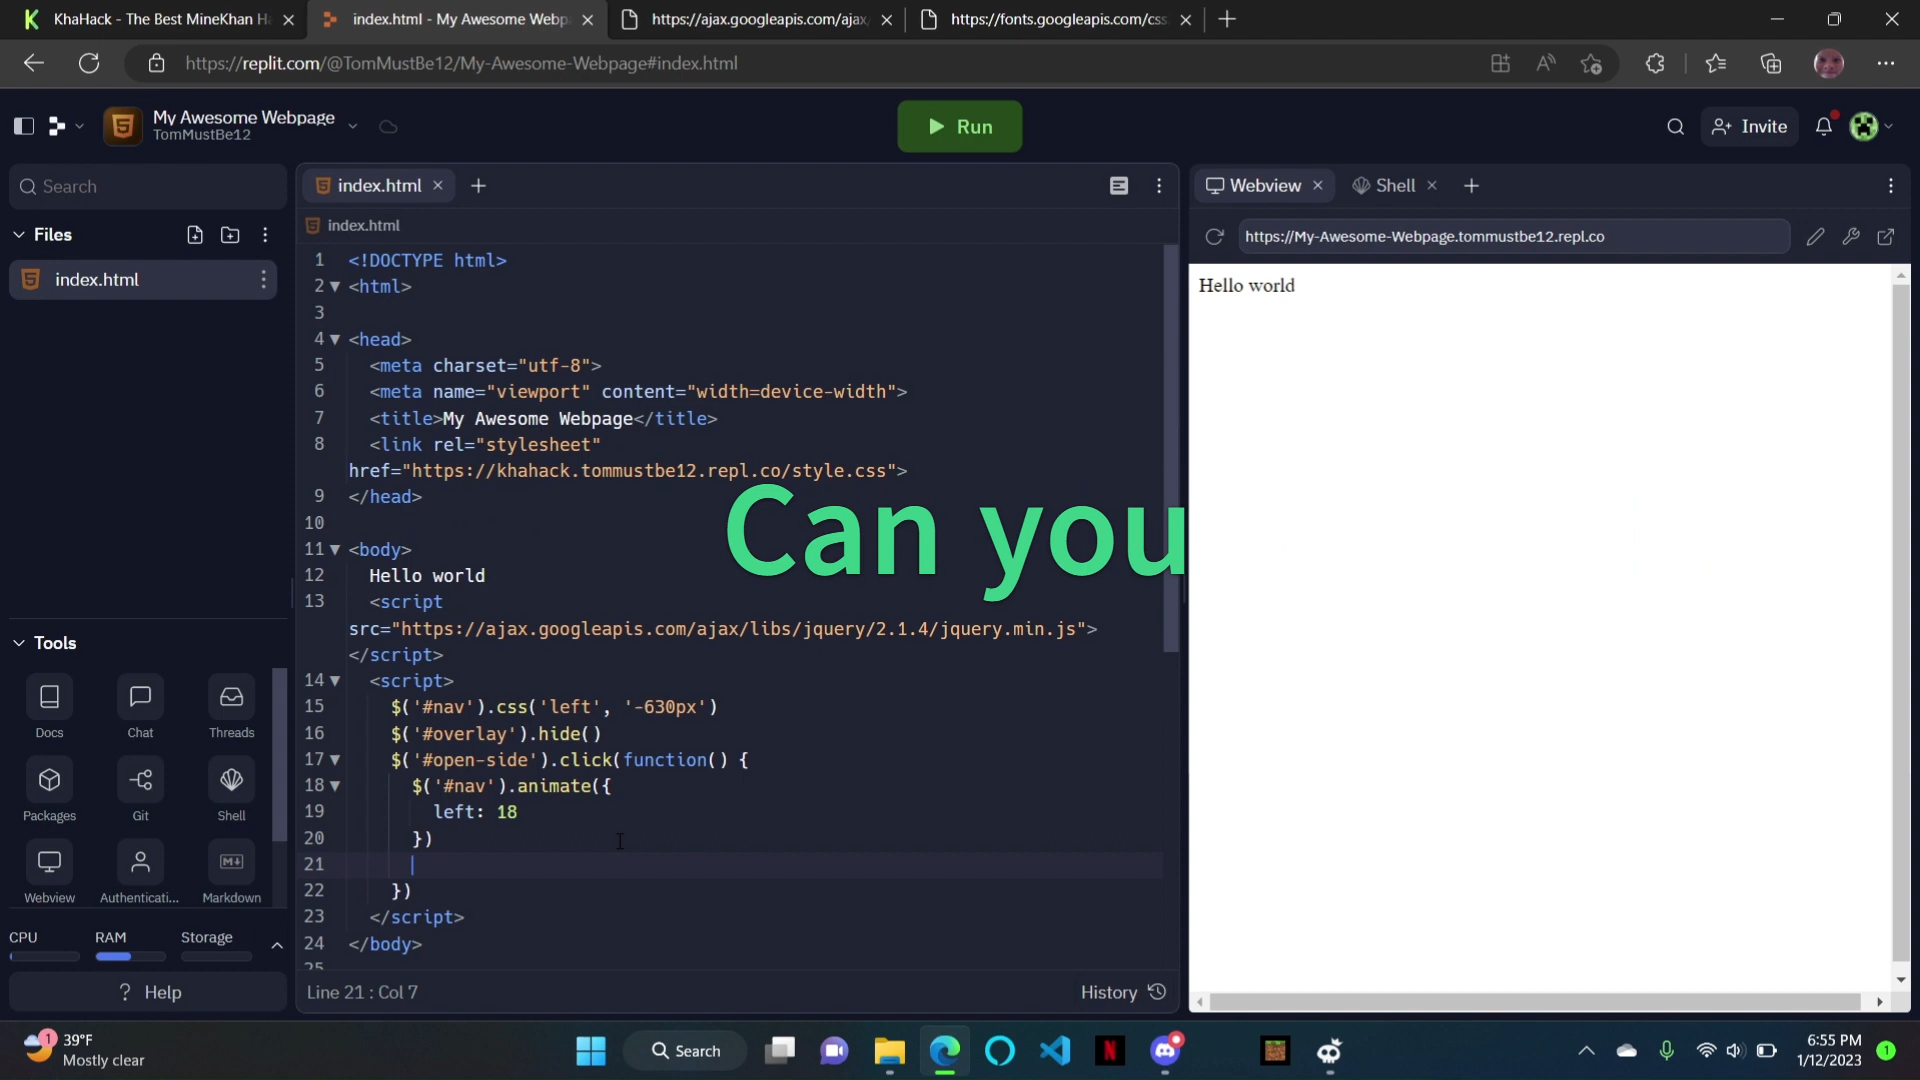 KhaHack - The Best MineKhan Ha
index.html - My Awesome Webp
https://ajax.googleapis.com/ajax/
https://fonts.googleapis.com/css
https://replit.com/@TomMustBe12/My-Awesome-Webpage#index.html
My Awesome Webpage
TomMustBe12
Run
Invite
Search
Files
index.html
index.html
index.html
1 <!DOCTYPE html>
2 <html>
3
4 <head>
5 <meta charset="utf-8">
6 <meta name="viewport" content="width=device-width">
7 <title>My Awesome Webpage</title>
8 <link rel="stylesheet"
href="https://khahack.tommustbe12.repl.co/style.css">
9 </head>
10
11 <body>
12 Hello world
13 <script
src="https://ajax.googleapis.com/ajax/libs/jquery/2.1.4/jquery.min.js">
</script>
14 <script>
15 $('#nav').css('left', '-630px')
16 $('#overlay').hide()
17 $('#open-side').click(function() {
18 $('#nav').animate({
19 left: 18
20 })
21
22 })
23 </script>
24 </body>
25
Line 21 : Col 7
History
Can you
Webview
Shell
https://My-Awesome-Webpage.tommustbe12.repl.co
Hello world
Tools
Docs
Chat
Threads
Packages
Git
Shell
Webview
Authenticati...
Markdown
CPU
RAM
Storage
? Help
1
39°F
Mostly clear
Search
6:55 PM
1/12/2023
1